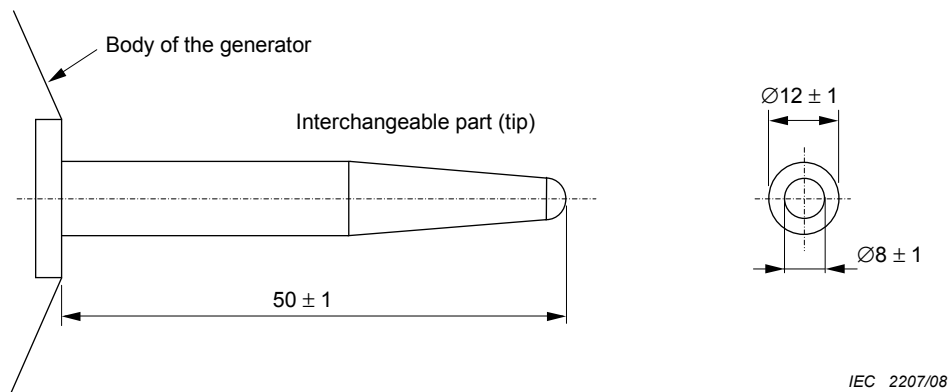 Body of the generator
Interchangeable part (tip)
∅12 ± 1
∅8 ± 1
50 ± 1
IEC 2207/08